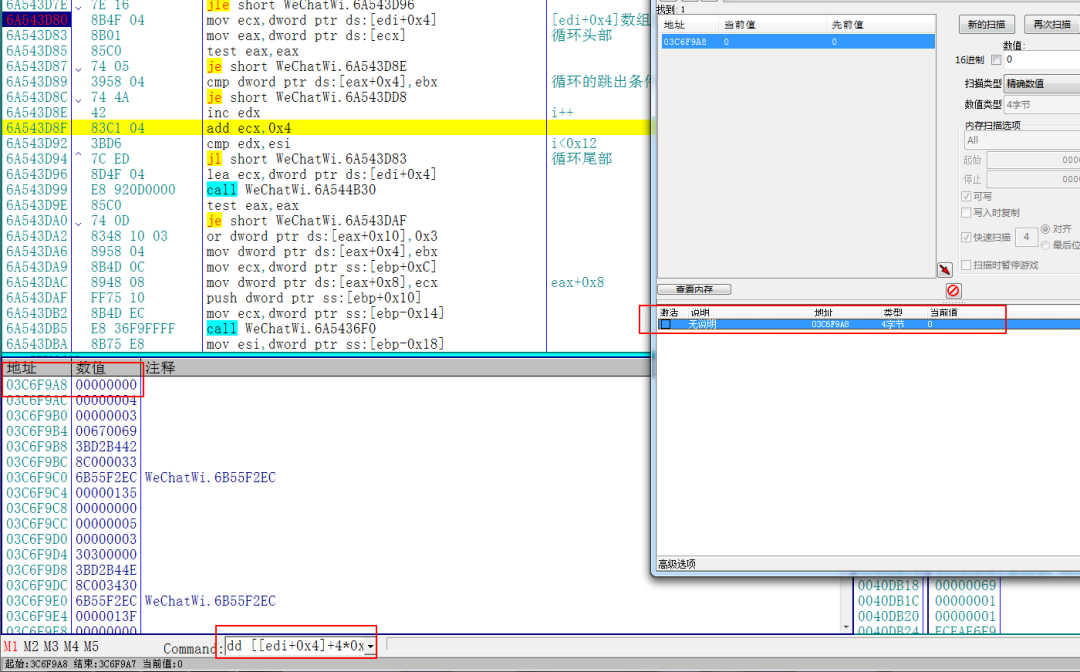 6A543D7E 7E 16 jle short WeChatWi.6A543D96
6A543D80 8B4F 04 mov ecx,dword ptr ds:[edi+0x4] [edi+0x4]数组
6A543D83 8B01 mov eax,dword ptr ds:[ecx] 循环头部
6A543D85 85C0 test eax,eax
6A543D87 74 05 je short WeChatWi.6A543D8E
6A543D89 3958 04 cmp dword ptr ds:[eax+0x4],ebx 循环的跳出条件
6A543D8C 74 4A je short WeChatWi.6A543DD8
6A543D8E 42 inc edx i++
6A543D8F 83C1 04 add ecx,0x4
6A543D92 3BD6 cmp edx,esi i<0x12
6A543D94 7C ED jl short WeChatWi.6A543D83 循环尾部
6A543D96 8D4F 04 lea ecx,dword ptr ds:[edi+0x4]
6A543D99 E8 920D0000 call WeChatWi.6A544B30
6A543D9E 85C0 test eax,eax
6A543DA0 74 0D je short WeChatWi.6A543DAF
6A543DA2 8348 10 03 or dword ptr ds:[eax+0x10],0x3
6A543DA6 8958 04 mov dword ptr ds:[eax+0x4],ebx
6A543DA9 8B4D 0C mov ecx,dword ptr ss:[ebp+0xC]
6A543DAC 8948 08 mov dword ptr ds:[eax+0x8],ecx eax+0x8
6A543DAF FF75 10 push dword ptr ss:[ebp+0x10]
6A543DB2 8B4D EC mov ecx,dword ptr ss:[ebp-0x14]
6A543DB5 E8 36F9FFFF call WeChatWi.6A5436F0
6A543DBA 8B75 E8 mov esi,dword ptr ss:[ebp-0x18]
地址 数值 注释
03C6F9A8 00000000
03C6F9AC 00000004
03C6F9B0 00000003
03C6F9B4 00670069
03C6F9B8 3BD2B442
03C6F9BC 8C000033
03C6F9C0 6B55F2EC WeChatWi.6B55F2EC
03C6F9C4 00000135
03C6F9C8 00000000
03C6F9CC 00000005
03C6F9D0 00000003
03C6F9D4 30300000
03C6F9D8 3BD2B44E
03C6F9DC 8C003430
03C6F9E0 6B55F2EC WeChatWi.6B55F2EC
03C6F9E4 0000013F
03C6F9E8 00000000
M1 M2 M3 M4 M5 Command: dd [[edi+0x4]+4*0x
起始:3C6F9A8 结束:3C6F9A7 当前值:0
找到: 1
地址 当前值 先前值
03C6F9A8 0 0
新的扫描 再次扫描
数值:
16进制 0
扫描类型 精确数值
数值类型 4字节
内存扫描选项
All
起始 0000
停止 0000
可写
写入时复制
快速扫描 4 对齐
最后位
扫描时暂停游戏
查看内存
激活 说明 地址 类型 当前值
无说明 03C6F9A8 4字节 0
高级选项
0040DB18 00000069
0040DB1C 00000001
0040DB20 00000001
0040DB24